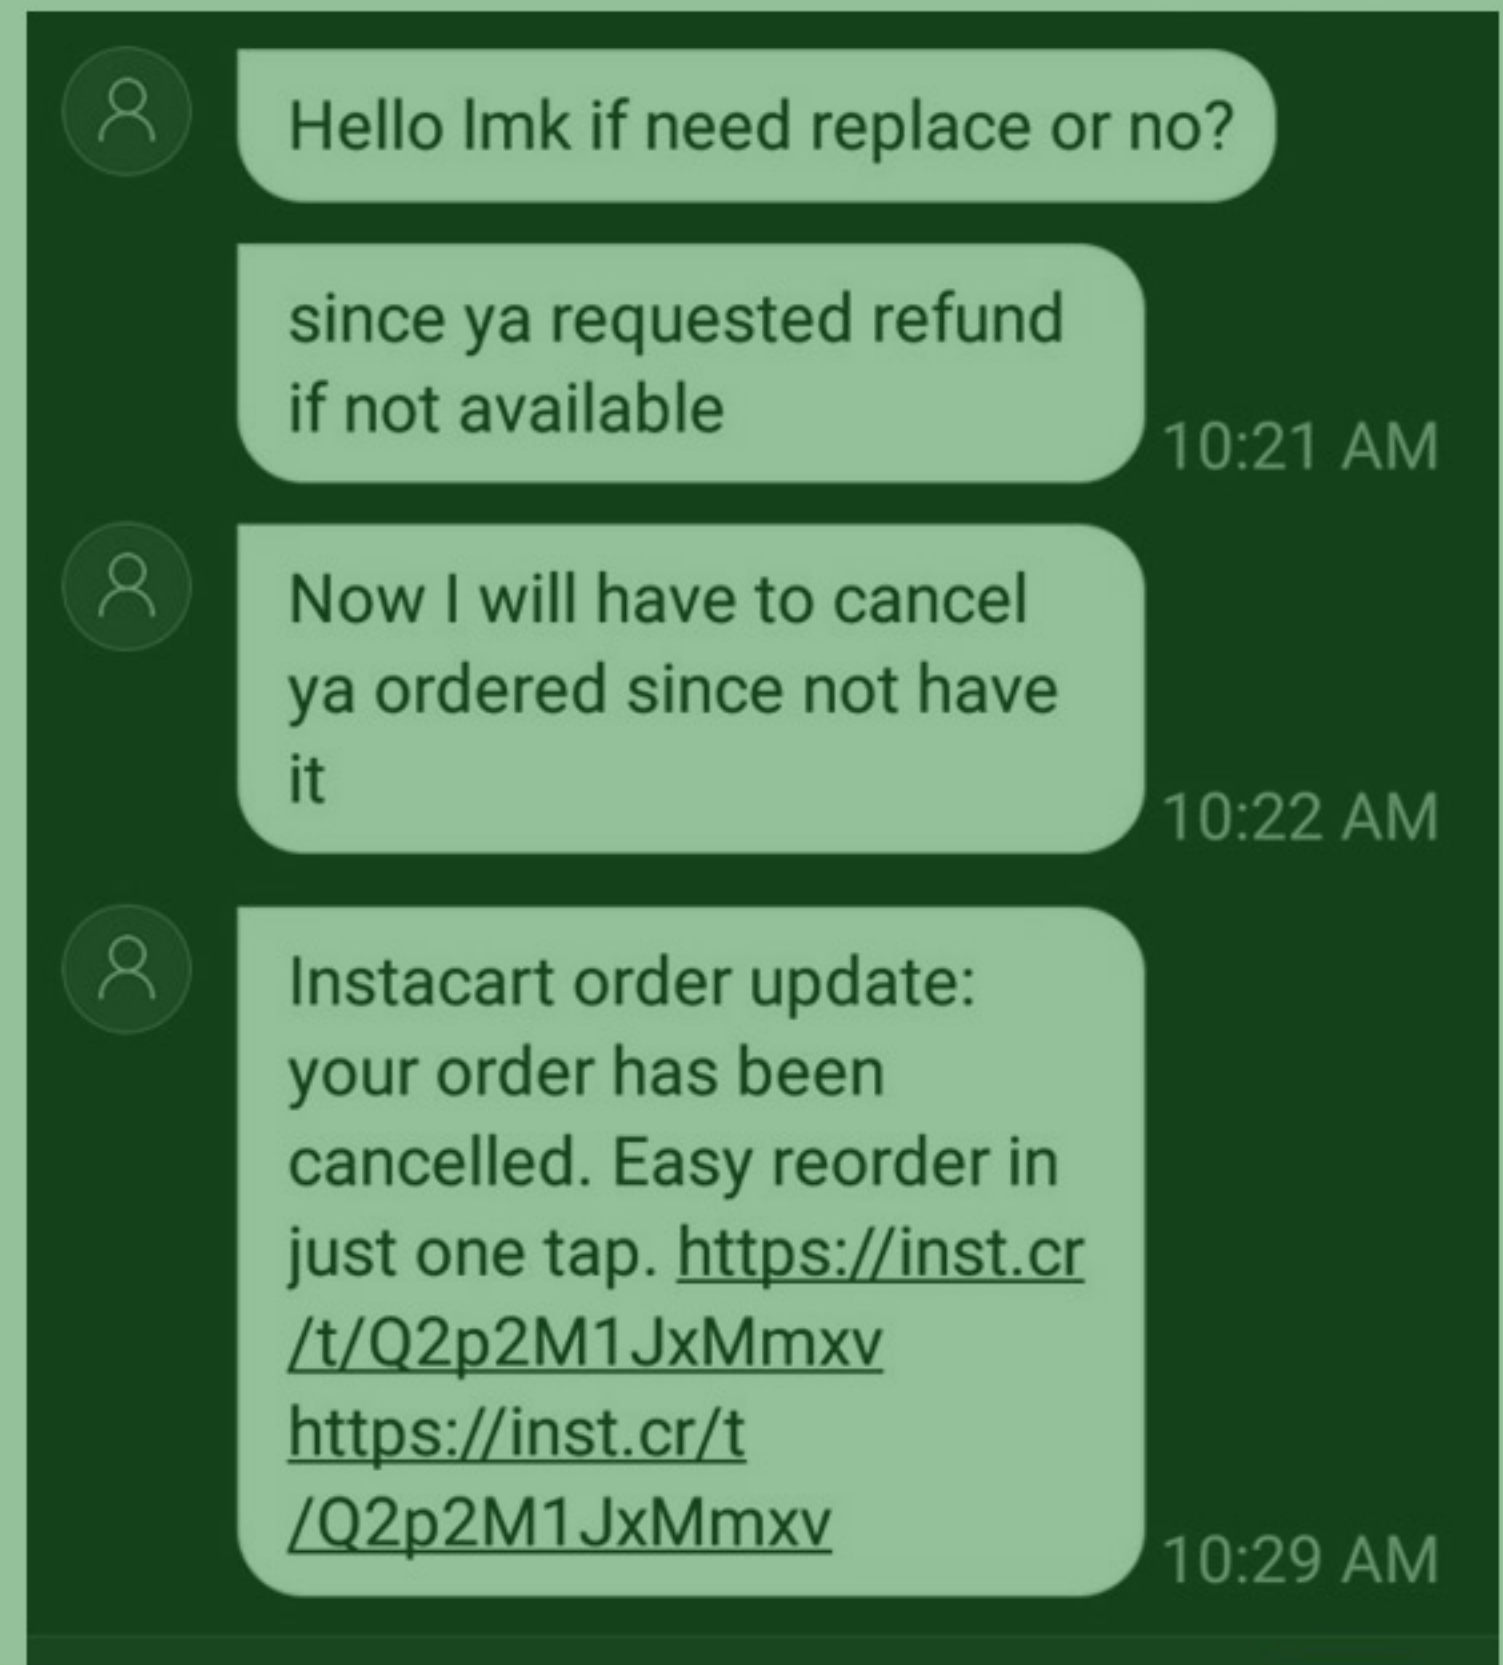 Hello lmk if need replace or no?
since ya requested refund
if not available
10:21 AM
Now I will have to cancel
ya ordered since not have
it
10:22 AM
Instacart order update:
your order has been
cancelled. Easy reorder in
just one tap. https://inst.cr
/t/Q2p2M1JxMmxv
https://inst.cr/t
/Q2p2M1JxMmxv
10:29 AM